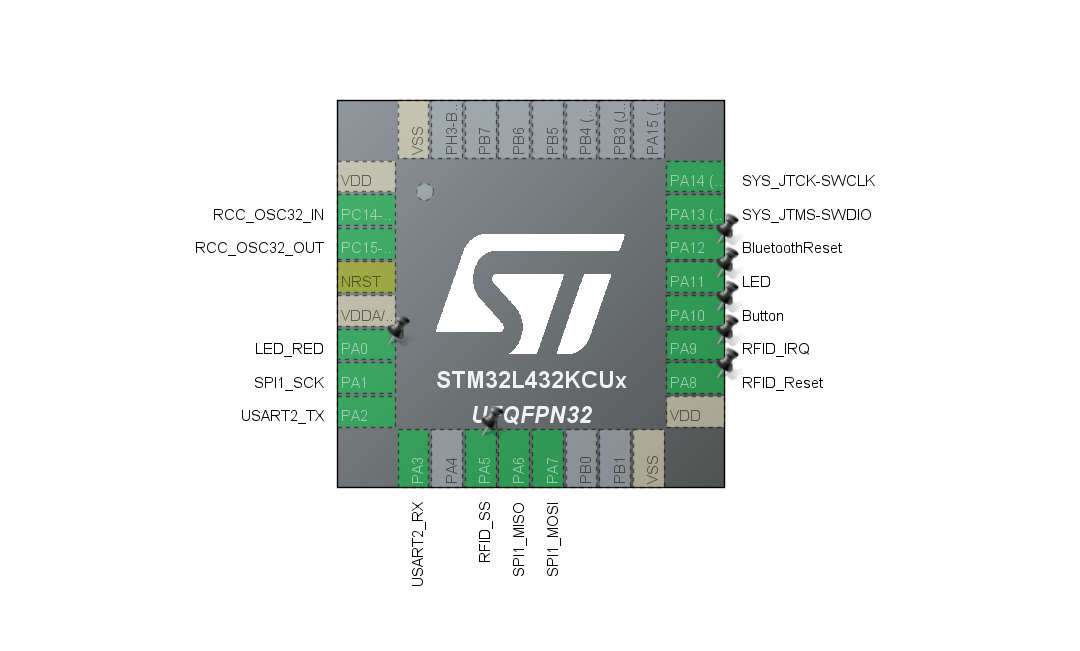 VSS
PH3-B..
PB7
PB6
PB5
PB4 (..
PB3 (J..
PA15 (..
VDD
RCC_OSC32_IN PC14-..
RCC_OSC32_OUT PC15-..
NRST
VDDA/..
LED_RED PA0
SPI1_SCK PA1
USART2_TX PA2
PA14 (.. SYS_JTCK-SWCLK
PA13 (.. SYS_JTMS-SWDIO
PA12 BluetoothReset
PA11 LED
PA10 Button
PA9 RFID_IRQ
PA8 RFID_Reset
VDD
ST
STM32L432KCUx
UFQFPN32
PA3
PA4
PA5
PA6
PA7
PB0
PB1
VSS
USART2_RX
RFID_SS
SPI1_MISO
SPI1_MOSI